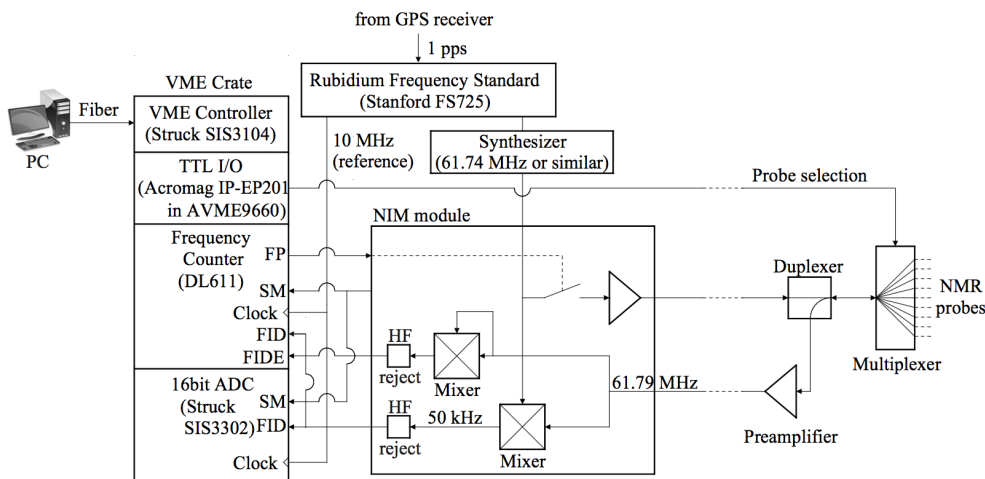 from GPS receiver
1 pps
Rubidium Frequency Standard
(Stanford FS725)
VME Crate
Fiber
PC
VME Controller
(Struck SIS3104)
10 MHz
(reference)
Synthesizer
(61.74 MHz or similar)
TTL I/O
(Acromag IP-EP201
in AVME9660)
Probe selection
NIM module
Frequency
Counter
(DL611)
FP
SM
Clock
FID
FIDE
Duplexer
NMR
probes
Multiplexer
HF
reject
Mixer
61.79 MHz
16bit ADC
(Struck
SIS3302)
SM
FID
Clock
HF
reject
50 kHz
Mixer
Preamplifier